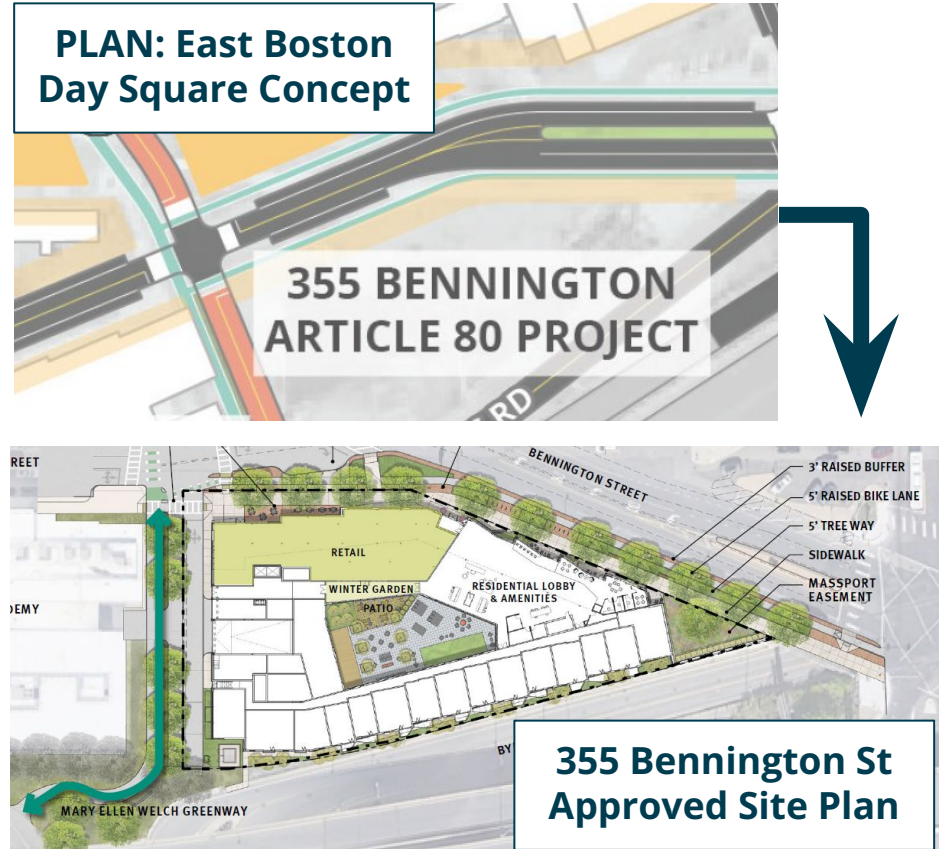 PLAN: East Boston
Day Square Concept
355 BENNINGTON
ARTICLE 80 PROJECT
RD
REET
BENNINGTON STREET
3' RAISED BUFFER
5' RAISED BIKE LANE
5' TREE WAY
SIDEWALK
MASSPORT
EASEMENT
RETAIL
WINTER GARDEN
PATIO
RESIDENTIAL LOBBY
& AMENITIES
DEMY
BY
MARY ELLEN WELCH GREENWAY
355 Bennington St
Approved Site Plan